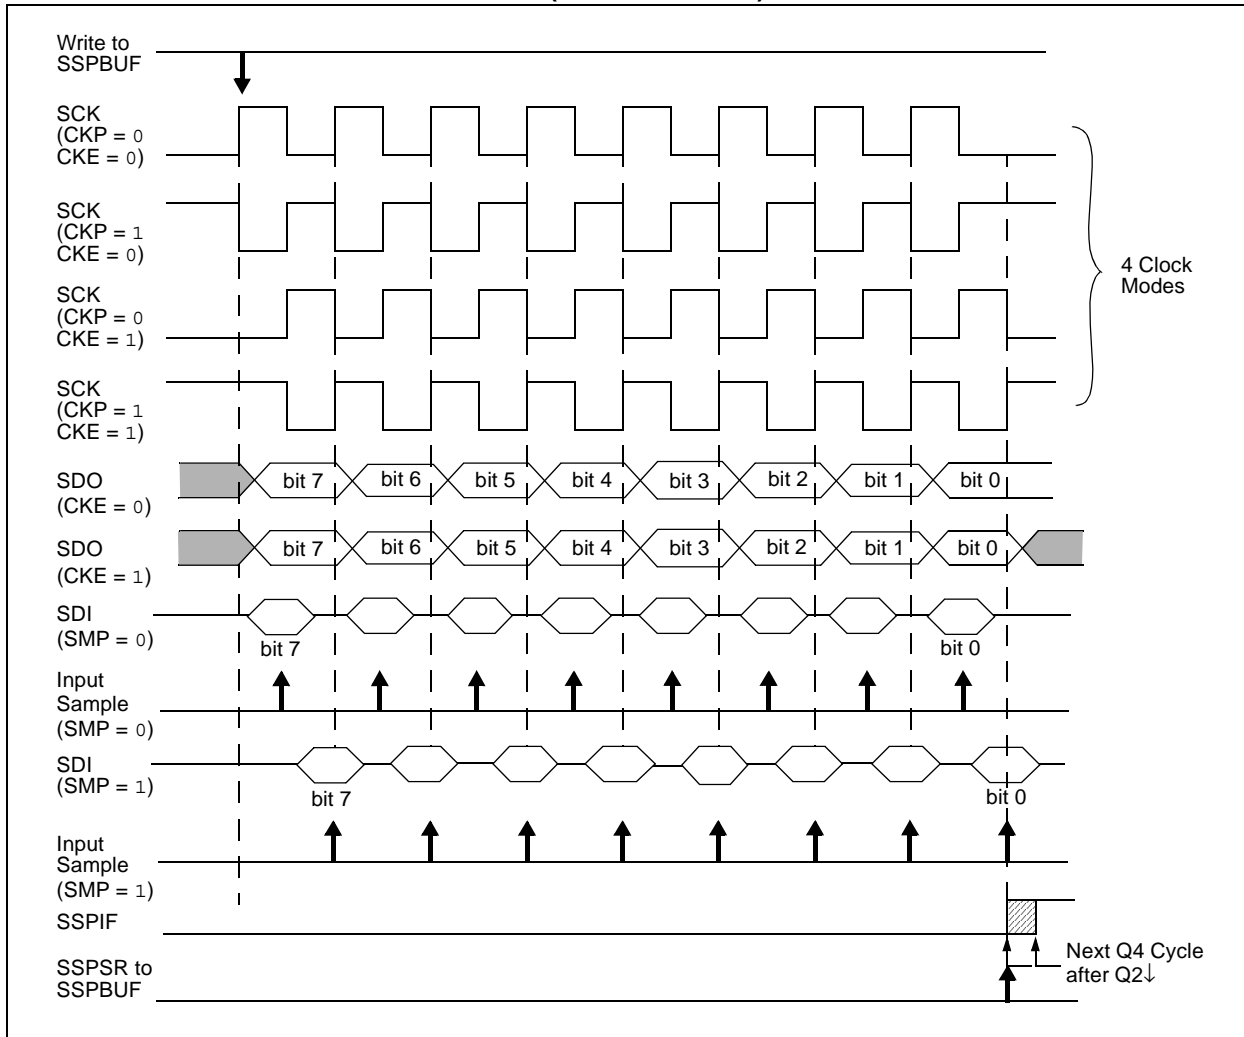 Write to
SSPBUF
SCK
(CKP = 0
CKE = 0)
SCK
(CKP = 1
CKE = 0)
SCK
(CKP = 0
CKE = 1)
SCK
(CKP = 1
CKE = 1)
4 Clock
Modes
SDO
(CKE = 0)
bit 7 bit 6 bit 5 bit 4 bit 3 bit 2 bit 1 bit 0
SDO
(CKE = 1)
bit 7 bit 6 bit 5 bit 4 bit 3 bit 2 bit 1 bit 0
SDI
(SMP = 0)
bit 7 bit 0
Input
Sample
(SMP = 0)
SDI
(SMP = 1)
bit 7 bit 0
Input
Sample
(SMP = 1)
SSPIF
SSPSR to
SSPBUF
Next Q4 Cycle
after Q2↓